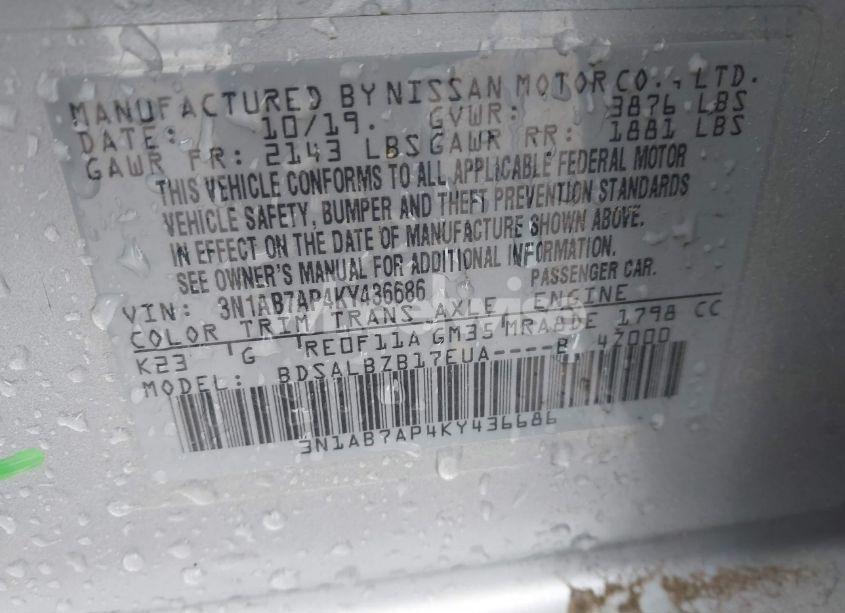 MANUFACTURED BY NISSAN MOTOR CO., LTD.
DATE: 10/19. GVWR: 3876 LBS
GAWR FR: 2143 LBS GAWR RR: 1881 LBS
THIS VEHICLE CONFORMS TO ALL APPLICABLE FEDERAL MOTOR
VEHICLE SAFETY, BUMPER AND THEFT PREVENTION STANDARDS
IN EFFECT ON THE DATE OF MANUFACTURE SHOWN ABOVE.
SEE OWNER'S MANUAL FOR ADDITIONAL INFORMATION.
VIN: 3N1AB7AP4KY436686 PASSENGER CAR.
COLOR TRIM TRANS AXLE ENGINE
K23 G RE0F11A GM35 MRA8DE 1798 CC
MODEL: BDSALBZB17EUA----B 47000
3N1AB7AP4KY436686